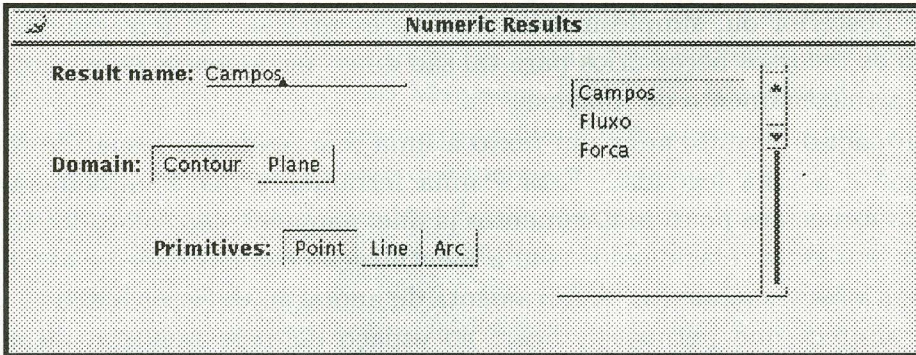 Numeric Results
Result name: Campos
Campos
Fluxo
Forca
Domain: Contour Plane
Primitives: Point Line Arc